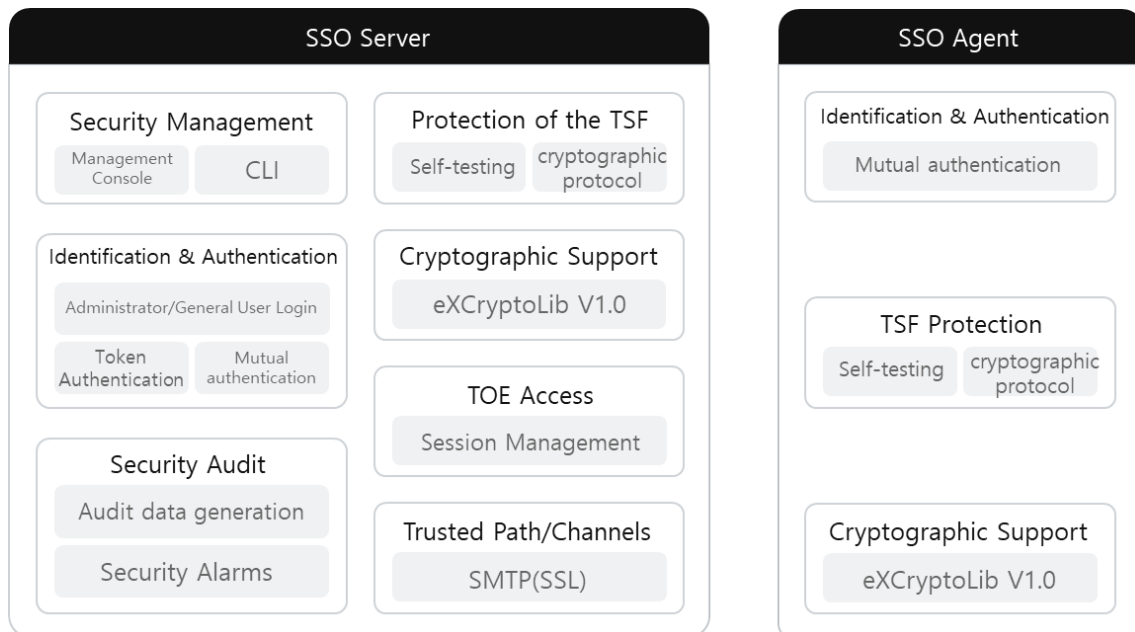 SSO Server
Security Management
Management
Console
CLI
Protection of the TSF
Self-testing
cryptographic
protocol
Identification & Authentication
Administrator/General User Login
Token
Authentication
Mutual
authentication
Cryptographic Support
eXCryptoLib V1.0
TOE Access
Session Management
Security Audit
Audit data generation
Security Alarms
Trusted Path/Channels
SMTP(SSL)
SSO Agent
Identification & Authentication
Mutual authentication
TSF Protection
Self-testing
cryptographic
protocol
Cryptographic Support
eXCryptoLib V1.0